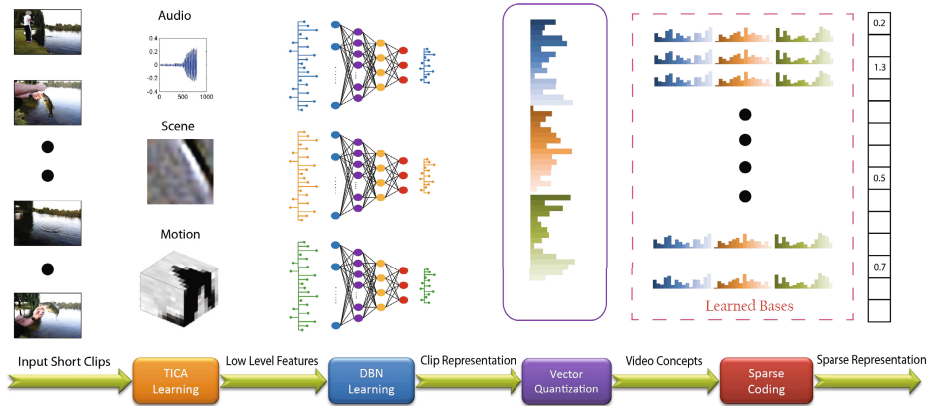 Audio
0.4
0.2
0
-0.2
-0.4
0
500
1000
Scene
Motion
Learned Bases
0.2
1.3
0.5
0.7
Input Short Clips
TICA
Learning
Low Level Features
DBN
Learning
Clip Representation
Vector
Quantization
Video Concepts
Sparse
Coding
Sparse Representation